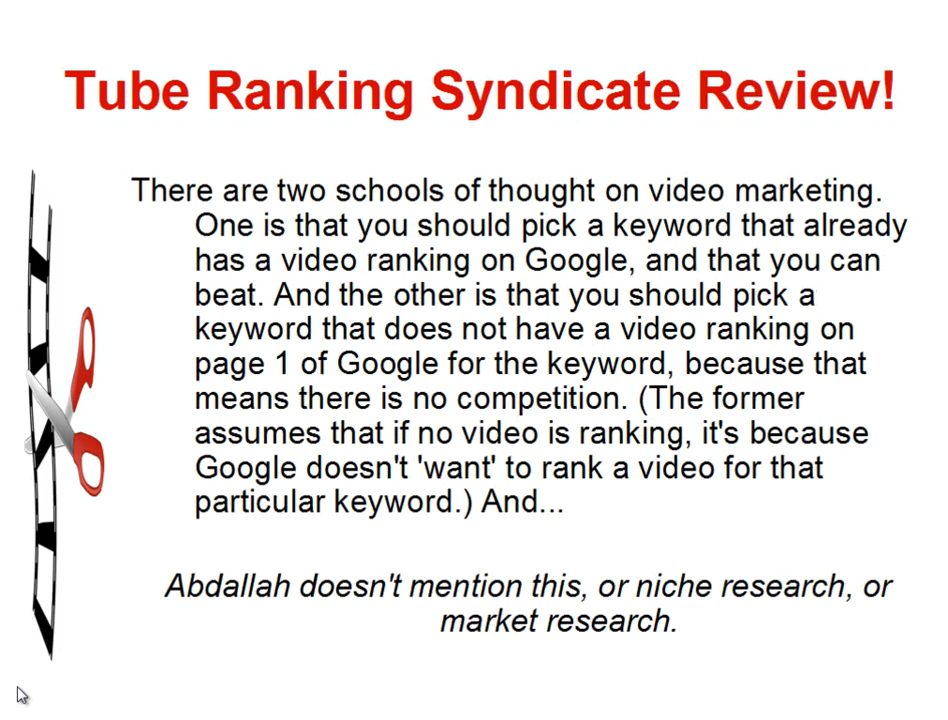 Tube Ranking Syndicate Review!
There are two schools of thought on video marketing.
One is that you should pick a keyword that already
has a video ranking on Google, and that you can
beat. And the other is that you should pick a
keyword that does not have a video ranking on
page 1 of Google for the keyword, because that
means there is no competition. (The former
assumes that if no video is ranking, it's because
Google doesn't 'want' to rank a video for that
particular keyword.) And...
Abdallah doesn't mention this, or niche research, or
market research.